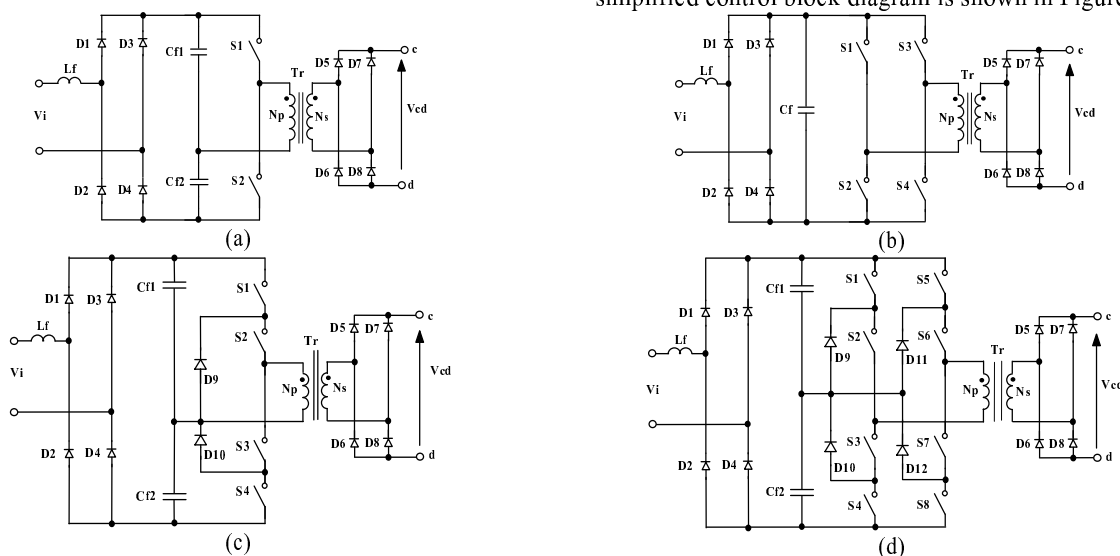 simplified control block diagram is shown in Figure
D1 D3 Cf1 S1
Tr D5 D7 c
Lf
Vi Np Ns Vcd
D2 D4 Cf2 S2 D6 D8 d
(a)
D1 D3 S1 S3
Tr D5 D7 c
Lf Cf
Vi Np Ns Vcd
D2 D4 S2 S4 D6 D8 d
(b)
D1 D3 Cf1 S1
Lf S2 Tr D5 D7 c
Vi D9 Np Ns Vcd
D2 D4 D10 S3 D6 D8 d
Cf2 S4
(c)
D1 D3 Cf1 S1 S5
Lf S2 S6 D5 D7 c
D9 D11 Tr
Vi Np Ns Vcd
D2 D4 S3 S7 D6 D8 d
D10 D12
Cf2 S4 S8
(d)